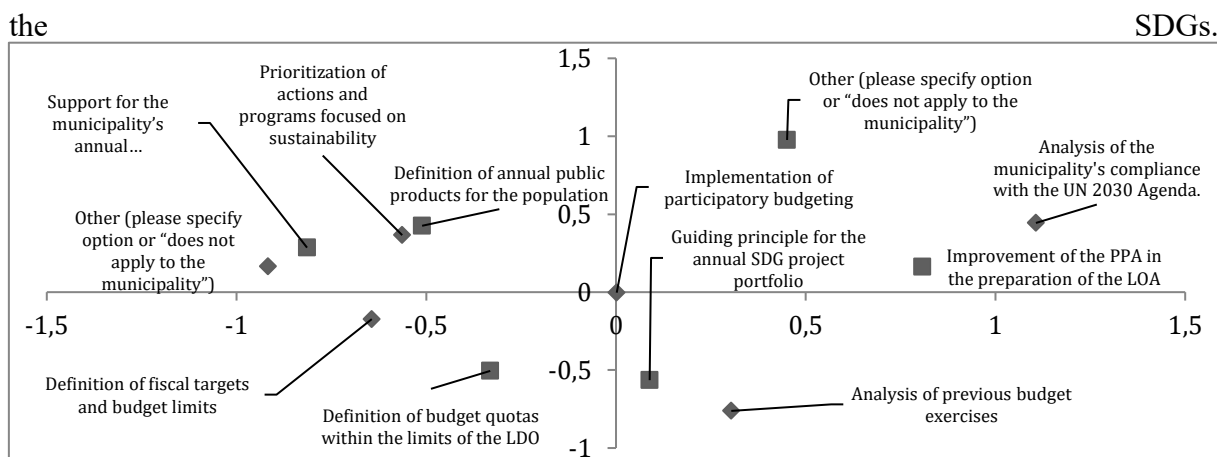 the SDGs.
1,5
Prioritization of
actions and
programs focused on
sustainability
Support for the
municipality's
annual…
Other (please specify
option or "does not
apply to the
municipality")
1
Analysis of the
municipality's compliance
with the UN 2030 Agenda.
Implementation of
participatory budgeting
Definition of annual public
products for the population
0,5
Other (please specify
option or "does not
apply to the
municipality")
Guiding principle for the
annual SDG project
portfolio
Improvement of the PPA in
the preparation of the LOA
0
-1,5 -1 -0,5 0 0,5 1 1,5
Definition of fiscal targets
and budget limits
-0,5
Definition of budget quotas
within the limits of the LDO
Analysis of previous budget
exercises
-1